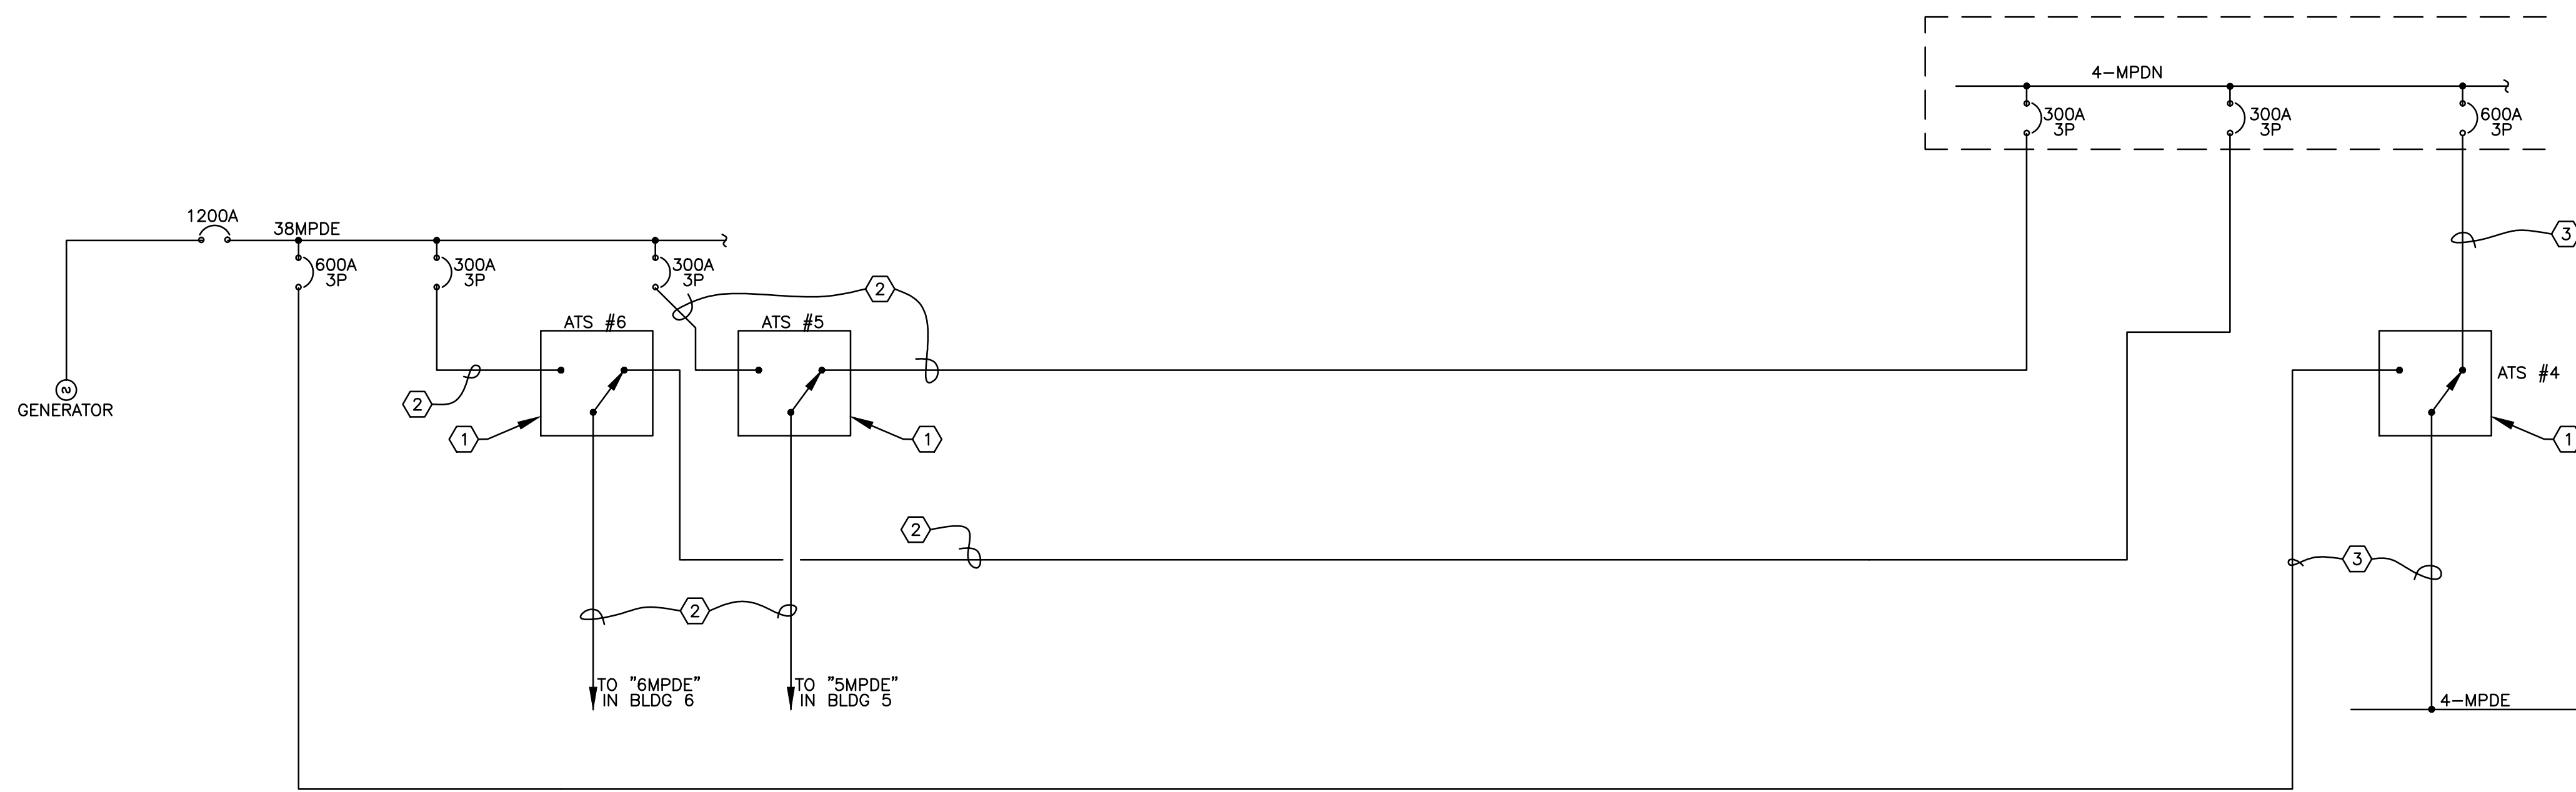 4-MPDN
300A
3P
300A
3P
600A
3P
1200A
38MPDE
600A
3P
300A
3P
300A
3P
3
2
ATS #6
ATS #5
ATS #4
GENERATOR
2
1
1
1
2
3
2
TO "6MPDE"
IN BLDG 6
TO "5MPDE"
IN BLDG 5
4-MPDE